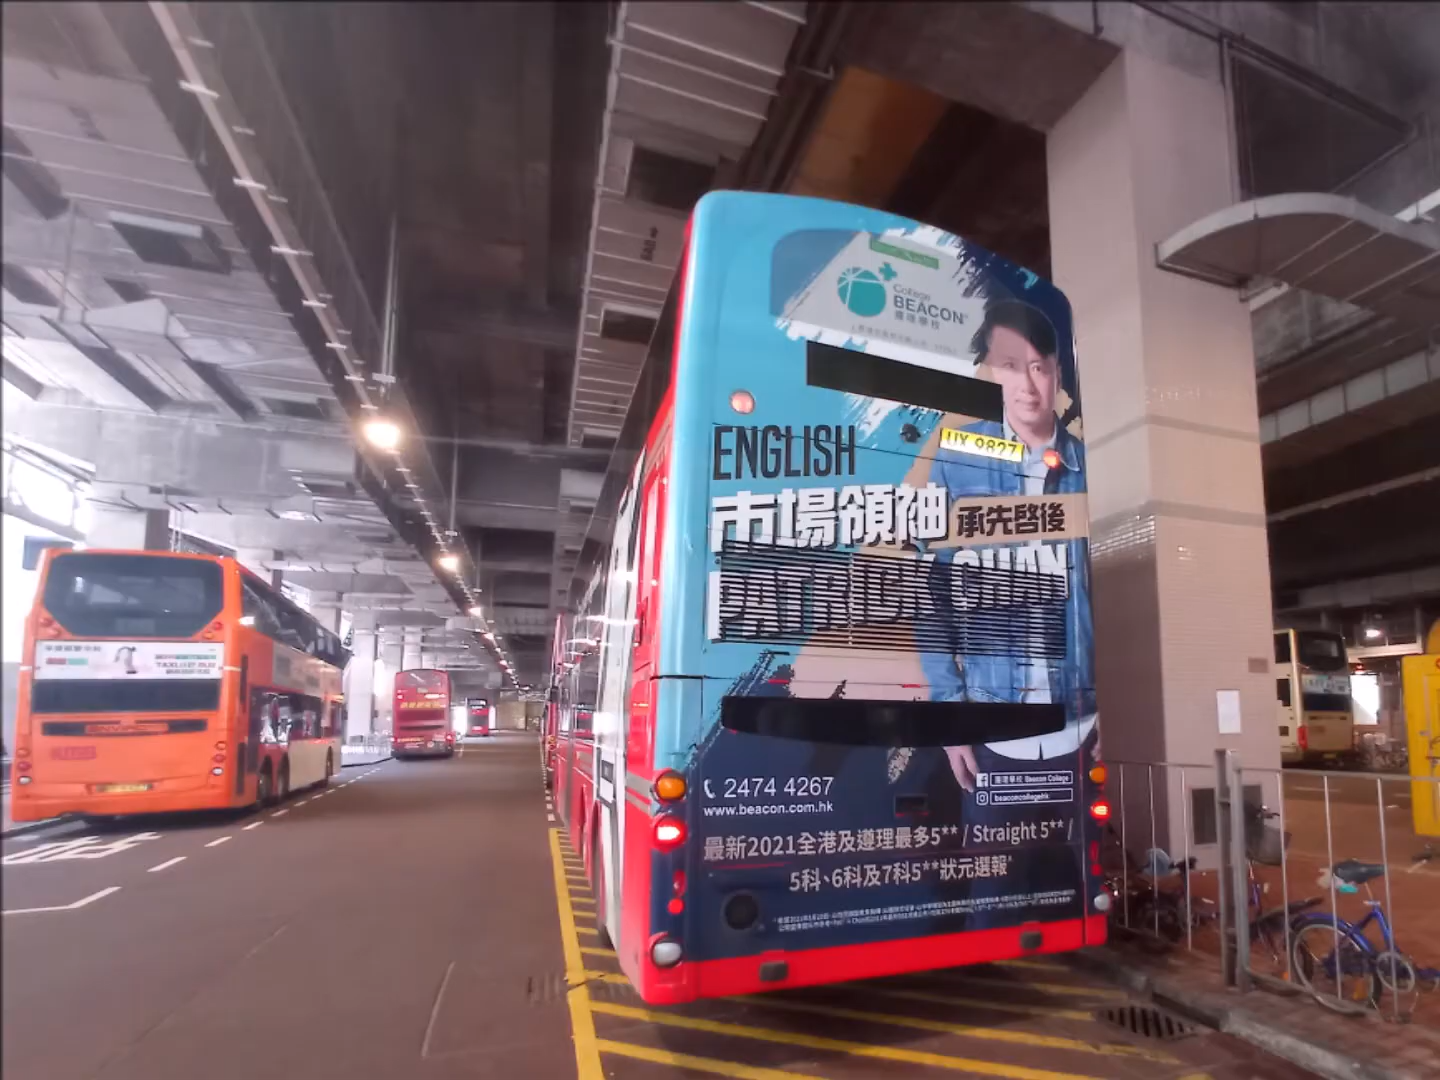 College
BEACON
遵理學校
UX 9827
ENGLISH
市場領袖 承先啓後
PATRICK CHAN
2474 4267
www.beacon.com.hk
遵理學校 Beacon College
beaconcollegehk
最新2021全港及遵理最多5** / Straight 5** /
5科、6科及7科5**狀元選報^